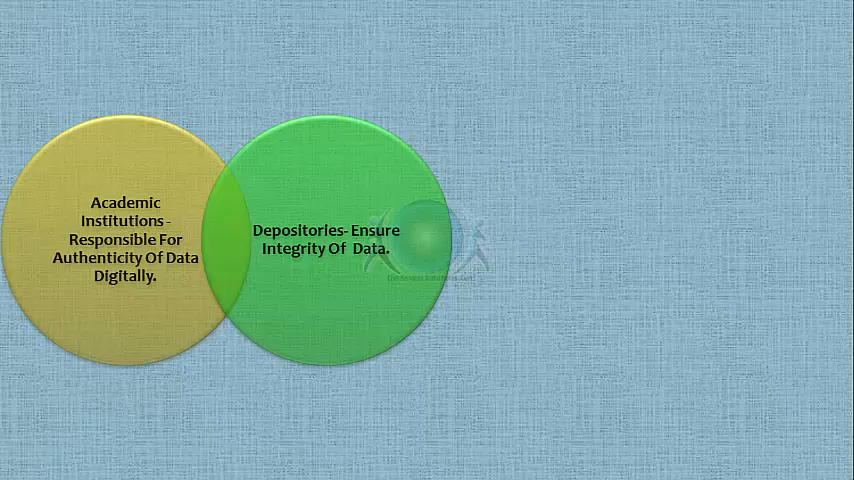 Academic
Institutions -
Responsible For
Authenticity Of Data
Digitally.
Depositories- Ensure
Integrity Of Data.